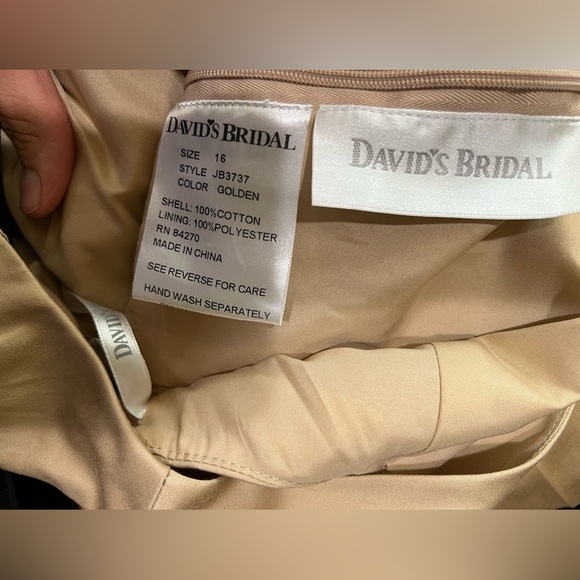 DAVID'S BRIDAL
SIZE 16
STYLE JB3737
COLOR GOLDEN
SHELL: 100%COTTON
LINING: 100%POLYESTER
RN 84270
MADE IN CHINA
SEE REVERSE FOR CARE
HAND WASH SEPARATELY
DAVID'S BRIDAL
DAVID'S